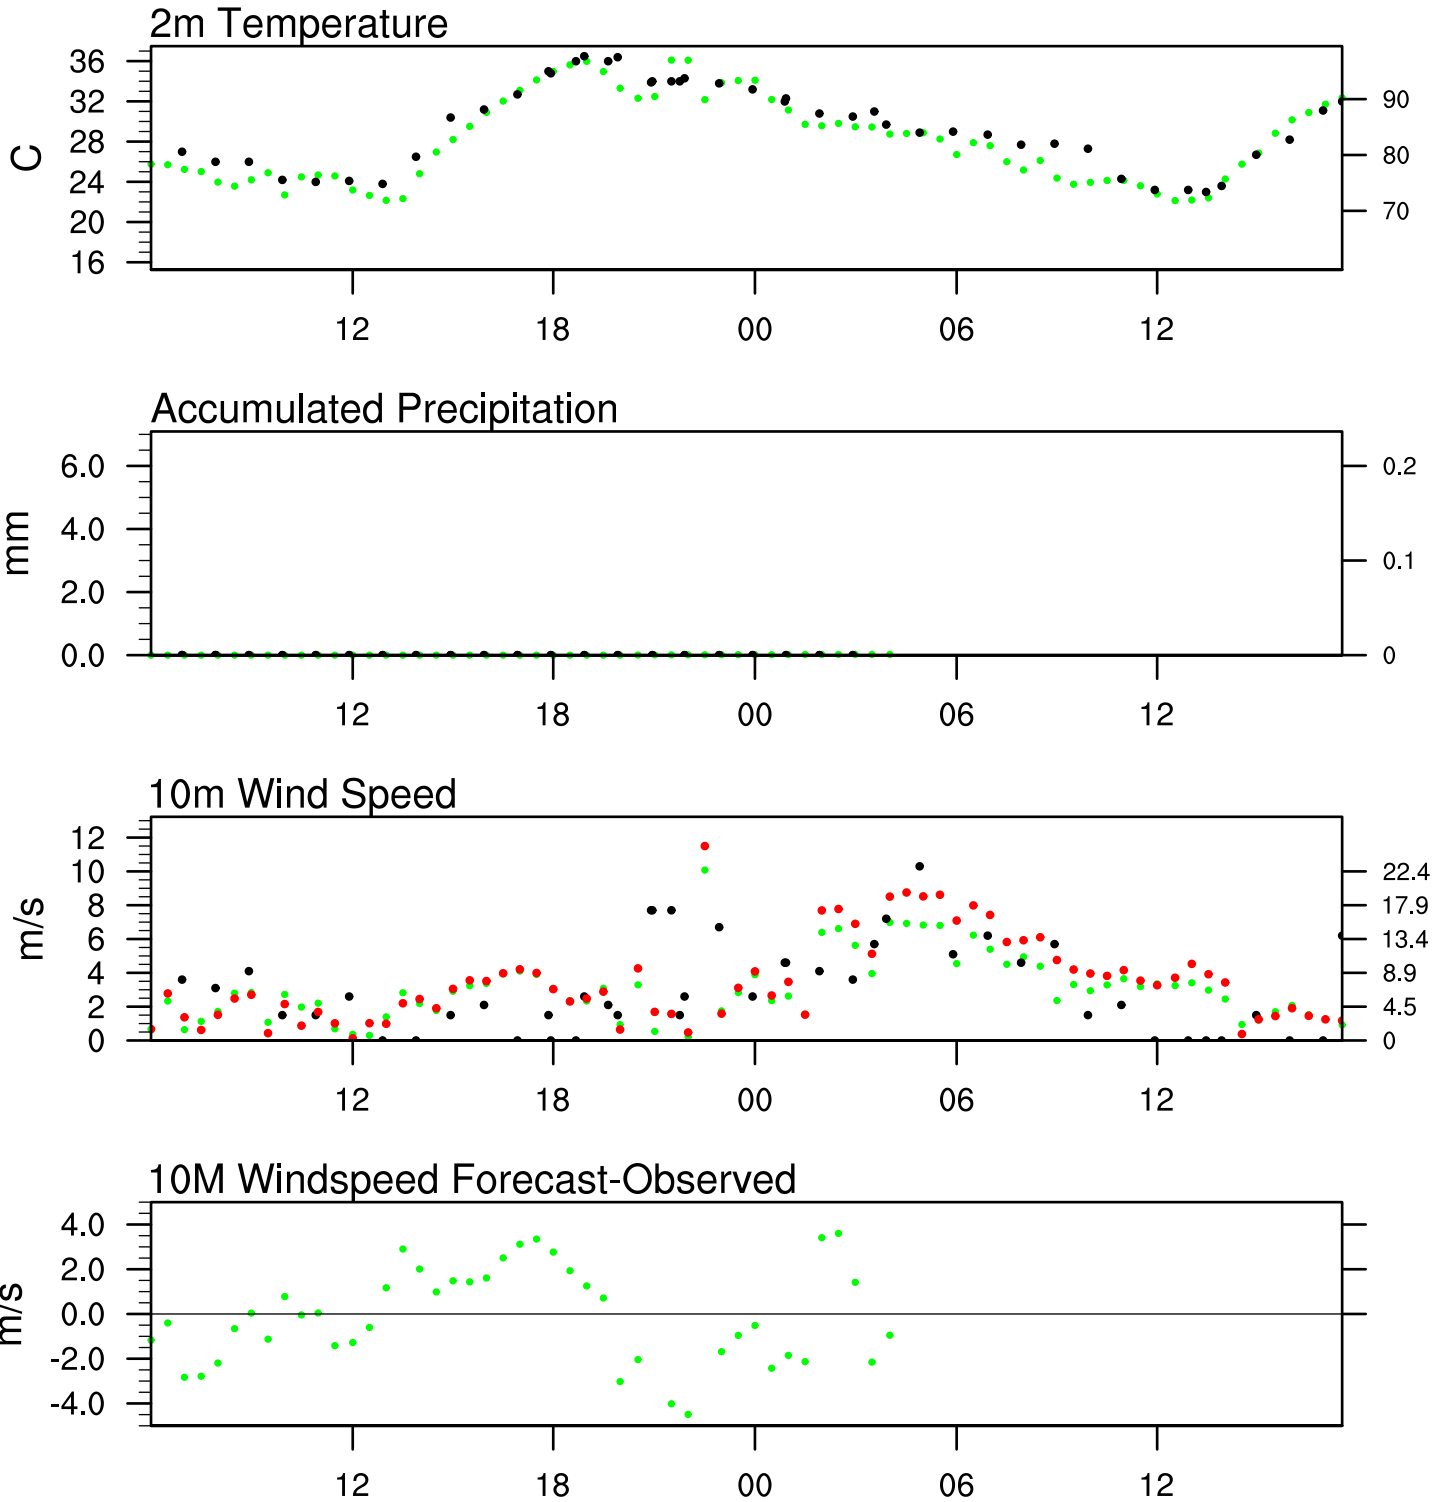 2m Temperature
36
32
28
24
20
16
C
90
80
70
12 18 00 06 12
Accumulated Precipitation
6.0
4.0
2.0
0.0
mm
0.2
0.1
0
12 18 00 06 12
10m Wind Speed
12
10
8
6
4
2
0
m/s
22.4
17.9
13.4
8.9
4.5
0
12 18 00 06 12
10M Windspeed Forecast-Observed
4.0
2.0
0.0
-2.0
-4.0
m/s
12 18 00 06 12